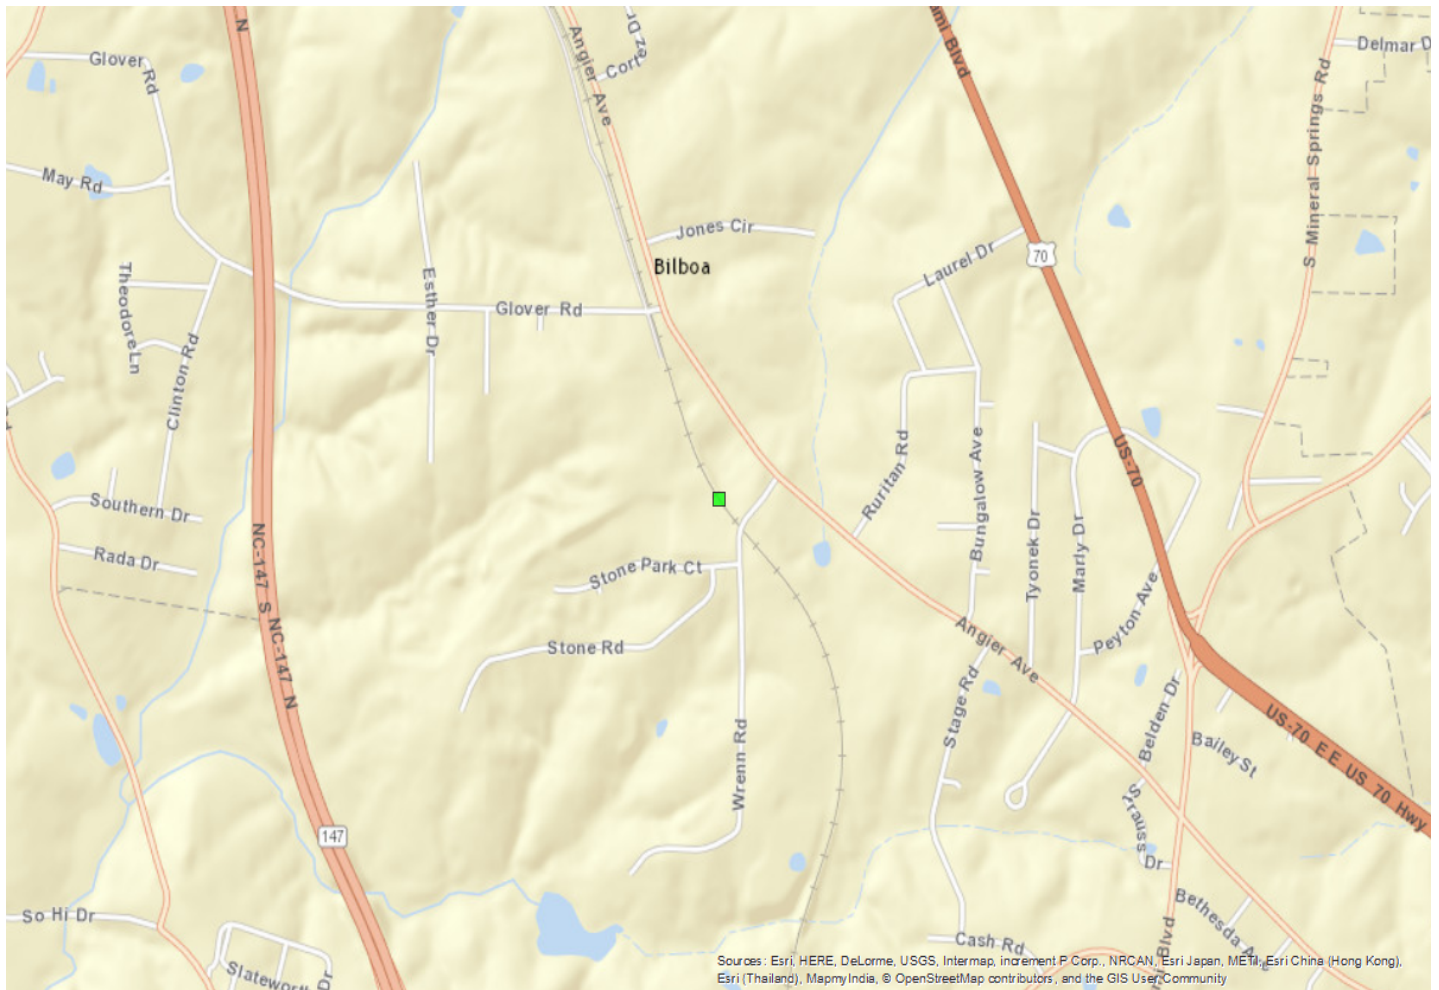 N
Angier Ave
Cortez Dr
mi Blvd
Delmar D
Glover Rd
S Mineral Springs Rd
May Rd
Jones Cir
Laurel Dr
70
Bilboa
Theodore Ln
Esther Dr
Glover Rd
Clinton Rd
US-70
Ruritan Rd
Bungalow Ave
Southern Dr
Tyonek Dr
Marly Dr
Rada Dr
NC-147 S NC-147 N
Stone Park Ct
Peyton Ave
Stone Rd
Angier Ave
Stage Rd
Belden Dr
Wrenn Rd
Bailey St
US-70 E E US 70 Hwy
Strauss Dr
147
So Hi Dr
Bethesda Ave
Cash Rd
mi Blvd
Slateworth
Dr
Sources: Esri, HERE, DeLorme, USGS, Intermap, increment P Corp., NRCAN, Esri Japan, METI, Esri China (Hong Kong),
Esri (Thailand), MapmyIndia, © OpenStreetMap contributors, and the GIS User Community